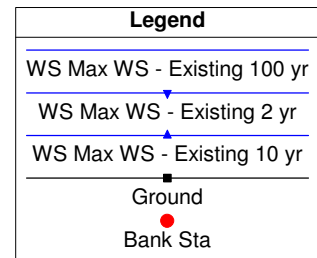 Legend
WS Max WS - Existing 100 yr
WS Max WS - Existing 2 yr
WS Max WS - Existing 10 yr
Ground
Bank Sta